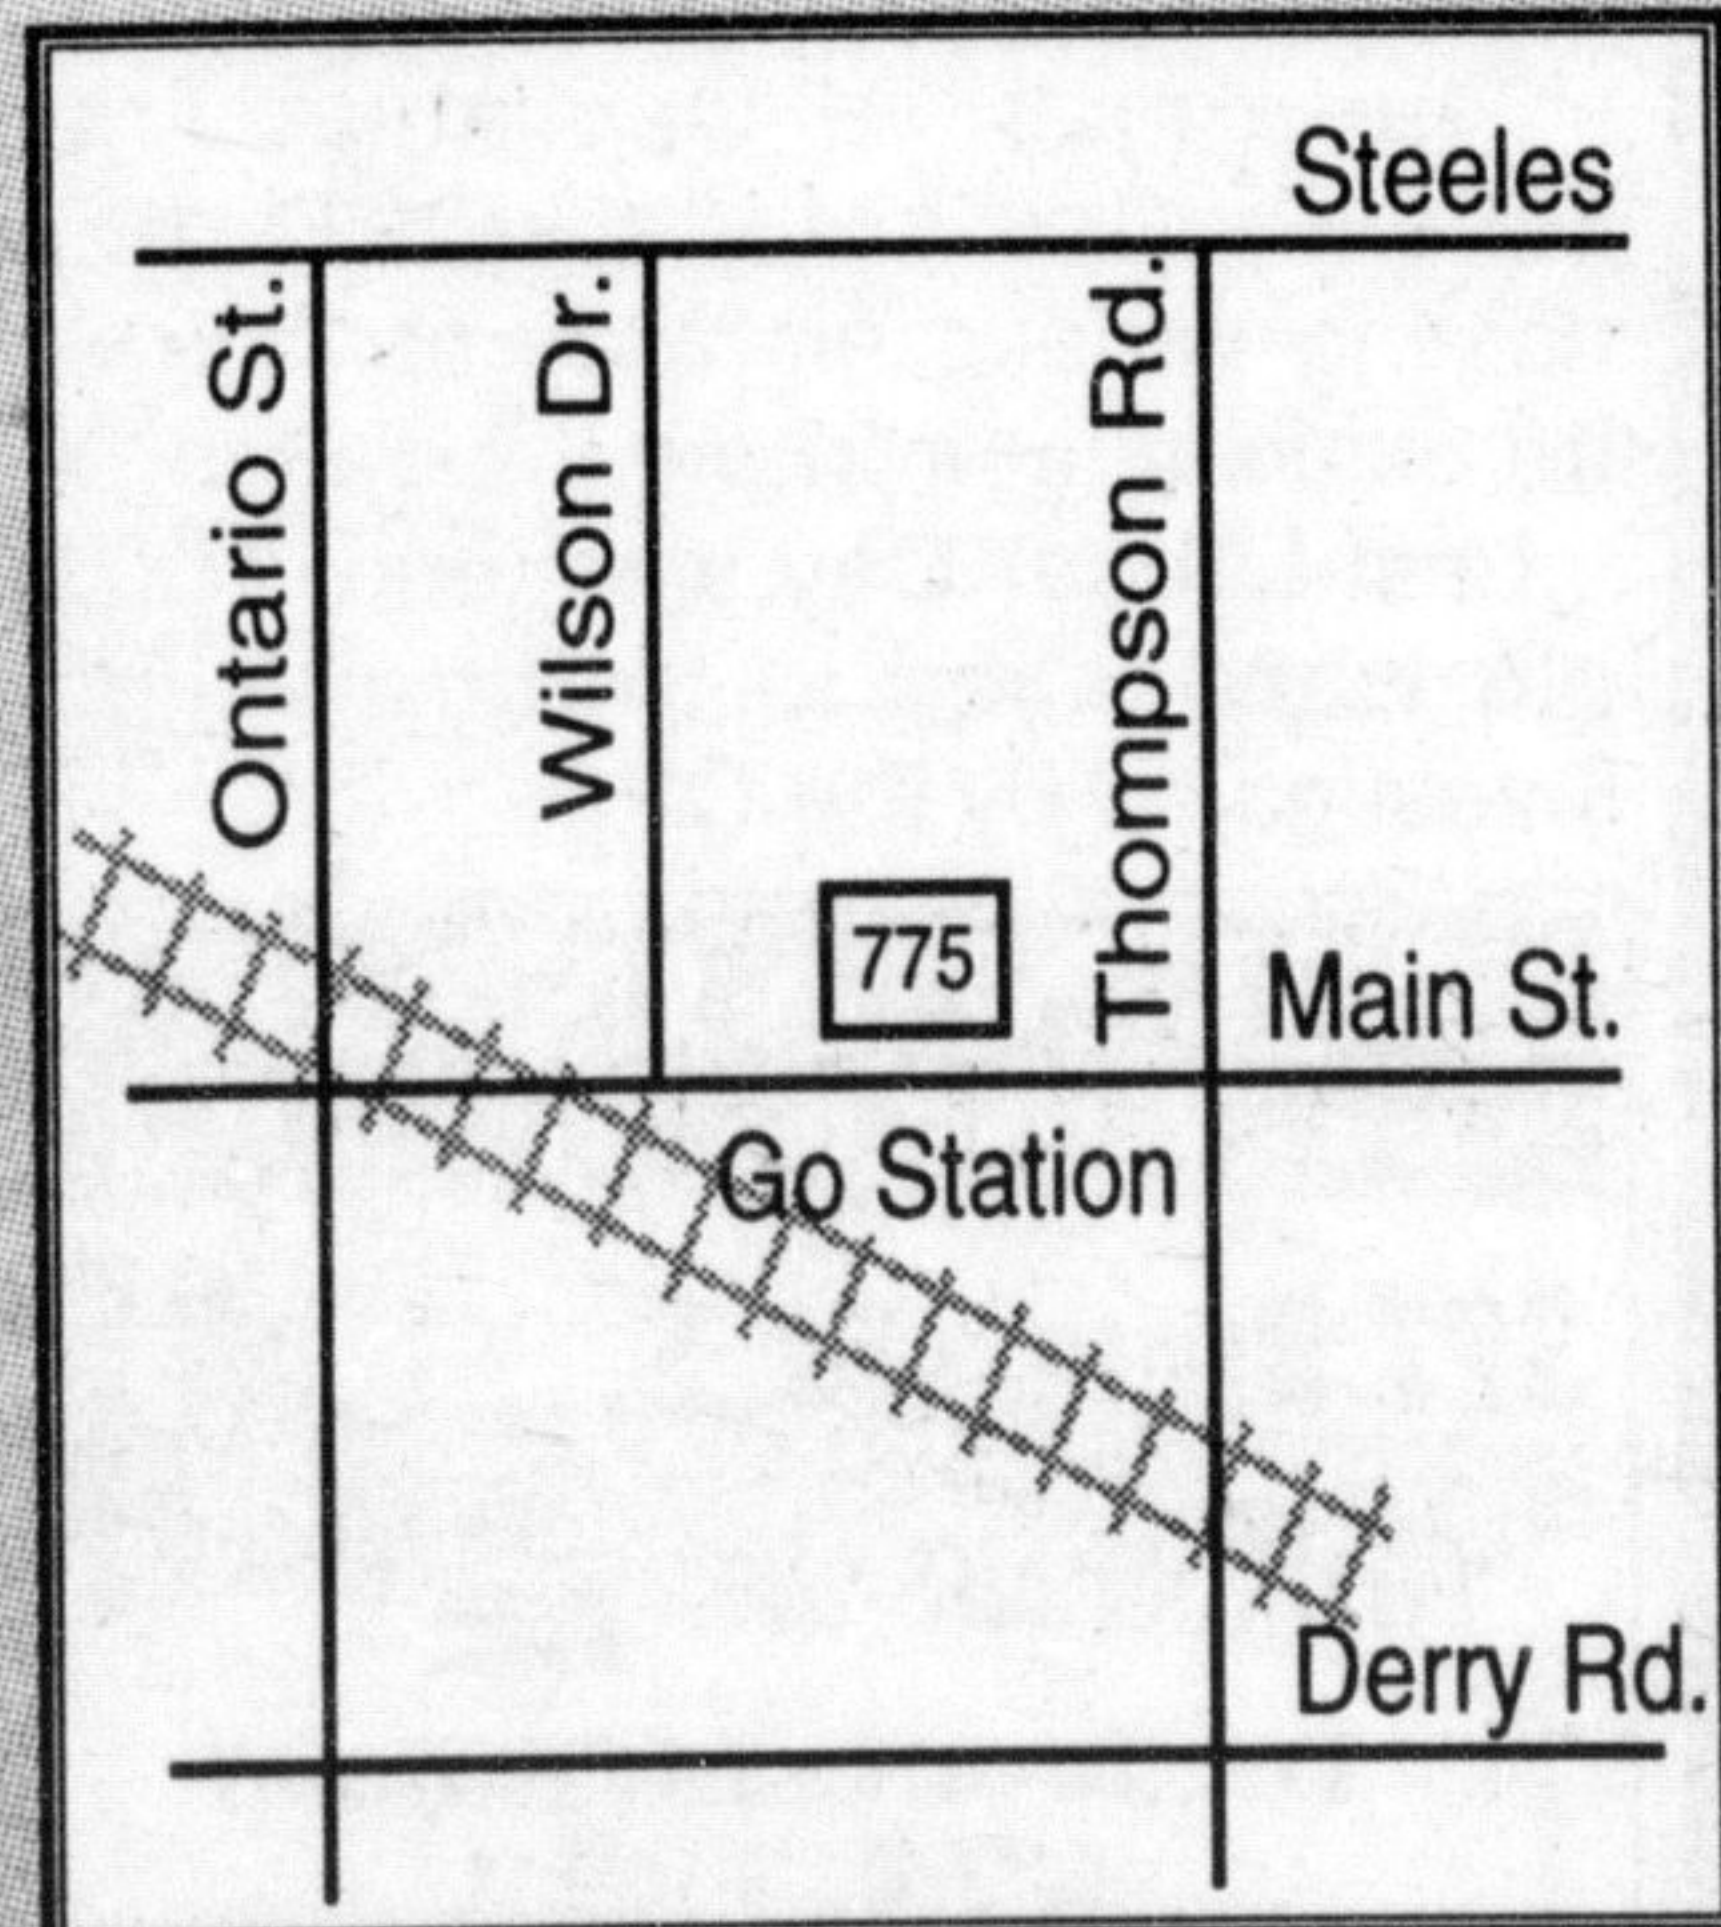 Steeles
Ontario St.
Wilson Dr.
Thompson Rd.
775
Main St.
Go Station
Derry Rd.